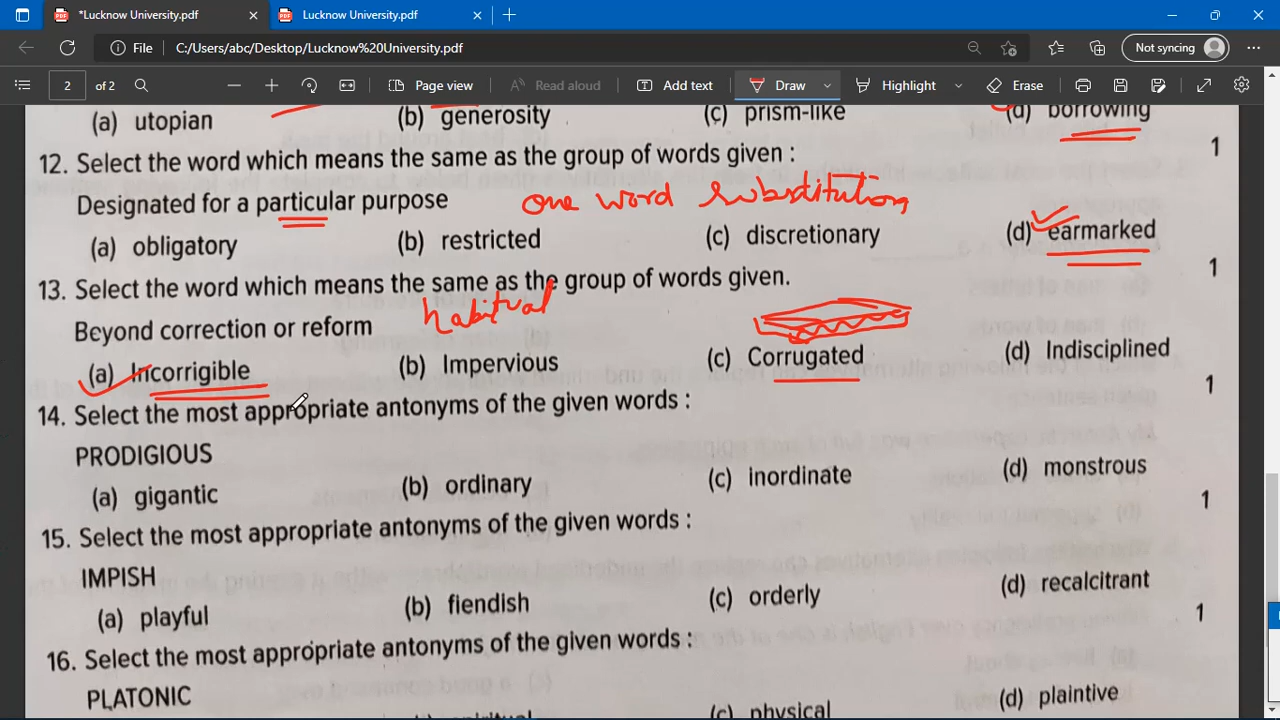 *Lucknow University.pdf
Lucknow University.pdf
File C:/Users/abc/Desktop/Lucknow%20University.pdf Not syncing
2 of 2 Page view Read aloud Add text Draw Highlight Erase
(a) utopian (b) generosity (c) prism-like (d) borrowing
12. Select the word which means the same as the group of words given : 1
Designated for a particular purpose one word substitution
(a) obligatory (b) restricted (c) discretionary (d) earmarked
13. Select the word which means the same as the group of words given. 1
Beyond correction or reform habitual
(a) Incorrigible (b) Impervious (c) Corrugated (d) Indisciplined
14. Select the most appropriate antonyms of the given words : 1
PRODIGIOUS
(a) gigantic (b) ordinary (c) inordinate (d) monstrous
15. Select the most appropriate antonyms of the given words : 1
IMPISH
(a) playful (b) fiendish (c) orderly (d) recalcitrant
16. Select the most appropriate antonyms of the given words : 1
PLATONIC
(b) spiritual (c) physical (d) plaintive